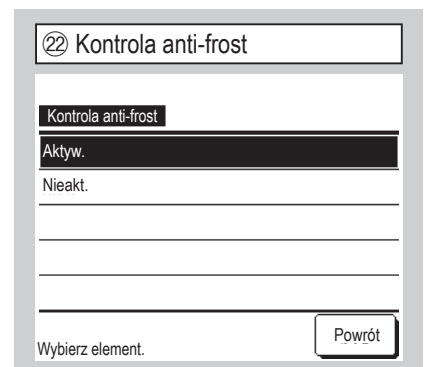 ㉒ Kontrola anti-frost
Kontrola anti-frost
Aktyw.
Nieakt.
Wybierz element.
Powrót